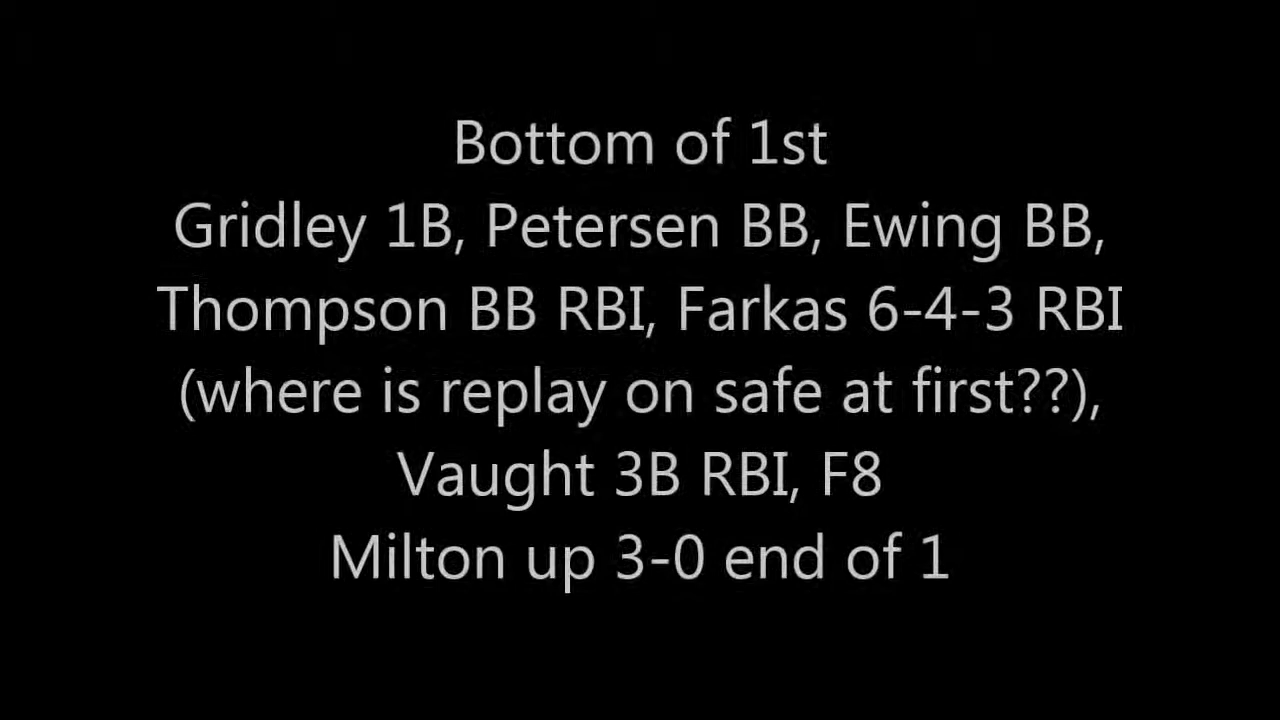 Bottom of 1st
Gridley 1B, Petersen BB, Ewing BB,
Thompson BB RBI, Farkas 6-4-3 RBI
(where is replay on safe at first??),
Vaught 3B RBI, F8
Milton up 3-0 end of 1